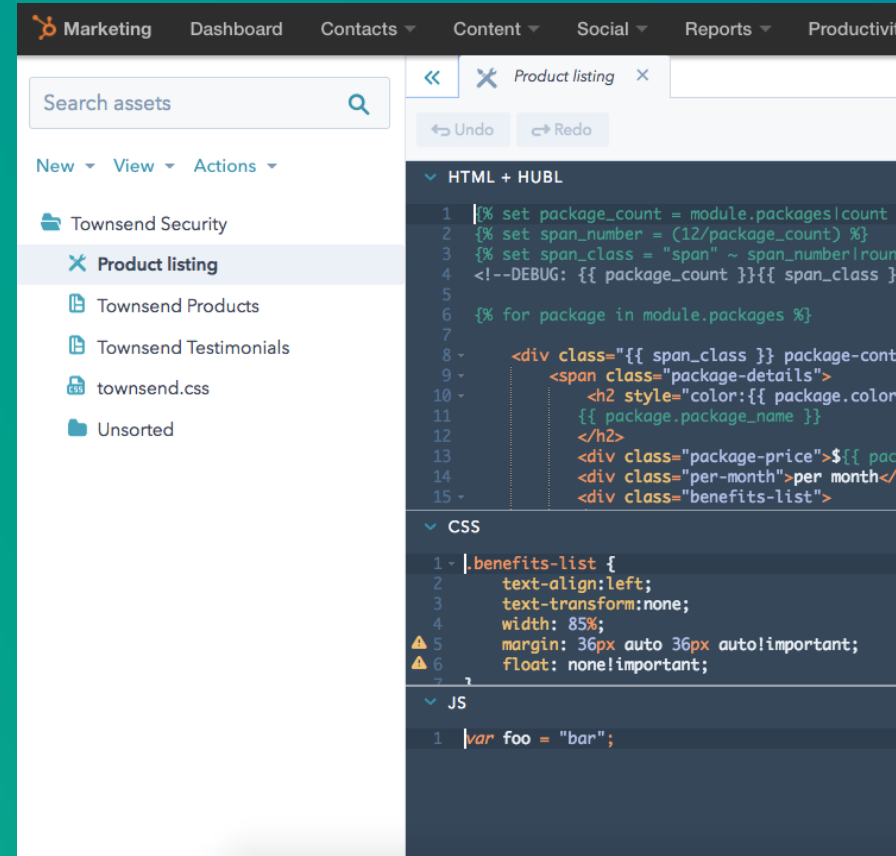 Marketing Dashboard Contacts Content Social Reports
Search assets
New View Actions
Townsend Security
Product listing
Townsend Products
Townsend Testimonials
css townsend.css
Unsorted
Product listing
Undo Redo
HTML + HUBL
1 {% set package_count = module.packages|count
2 {% set span_number = (12/package_count) %}
3 {% set span_class = "span" ~ span_number|roun
4 <!--DEBUG: {{ package_count }}{{ span_class }
5
6 {% for package in module.packages %}
7
8 <div class="{{ span_class }} package-cont
9 <span class="package-details">
10 <h2 style="color:{{ package.color
11 {{ package.package_name }}
12 </h2>
13 <div class="package-price">${{ pac
14 <div class="per-month">per month</
15 <div class="benefits-list">
CSS
1 .benefits-list {
2 text-align:left;
3 text-transform:none;
4 width: 85%;
5 margin: 36px auto 36px auto!important;
6 float: none!important;
7 }
JS
1 var foo = "bar";